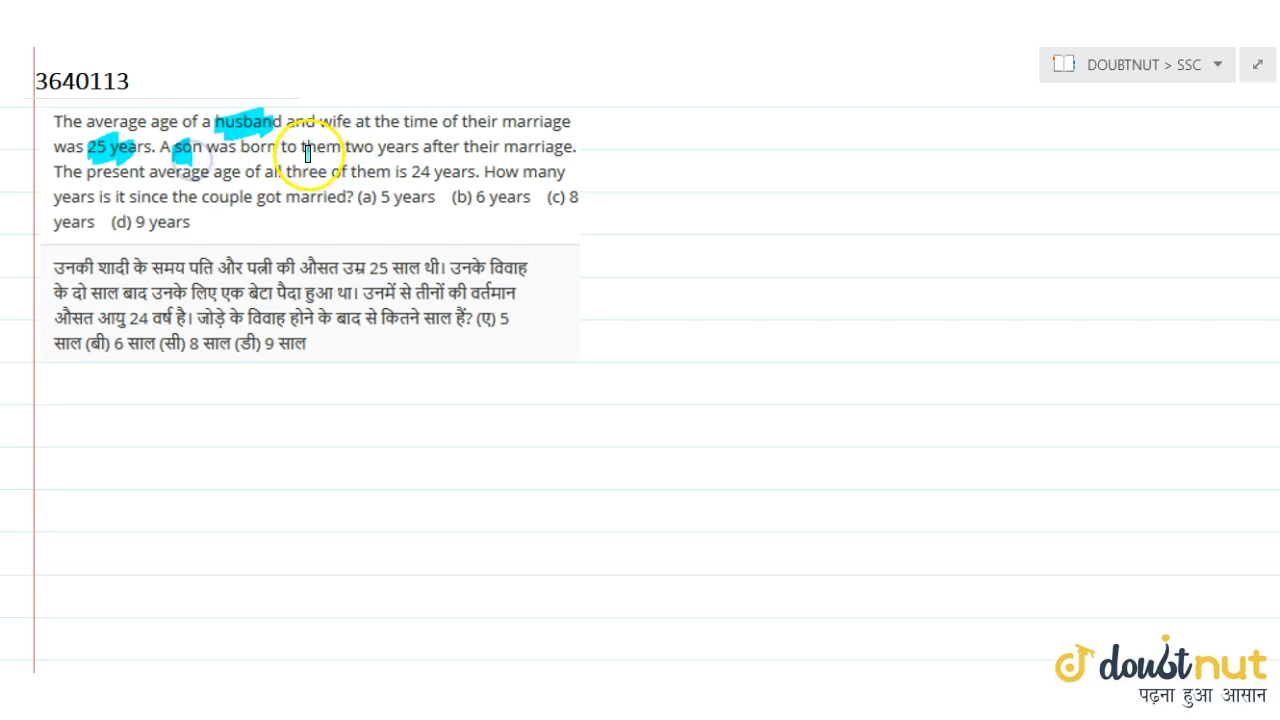 3640113
DOUBTNUT > SSC
The average age of a husband and wife at the time of their marriage
was 25 years. A son was born to them two years after their marriage.
The present average age of all three of them is 24 years. How many
years is it since the couple got married? (a) 5 years (b) 6 years (c) 8
years (d) 9 years
उनकी शादी के समय पति और पत्नी की औसत उम्र 25 साल थी। उनके विवाह
के दो साल बाद उनके लिए एक बेटा पैदा हुआ था। उनमें से तीनों की वर्तमान
औसत आयु 24 वर्ष है। जोड़े के विवाह होने के बाद से कितने साल हैं? (ए) 5
साल (बी) 6 साल (सी) 8 साल (डी) 9 साल
doubtnut
पढ़ना हुआ आसान